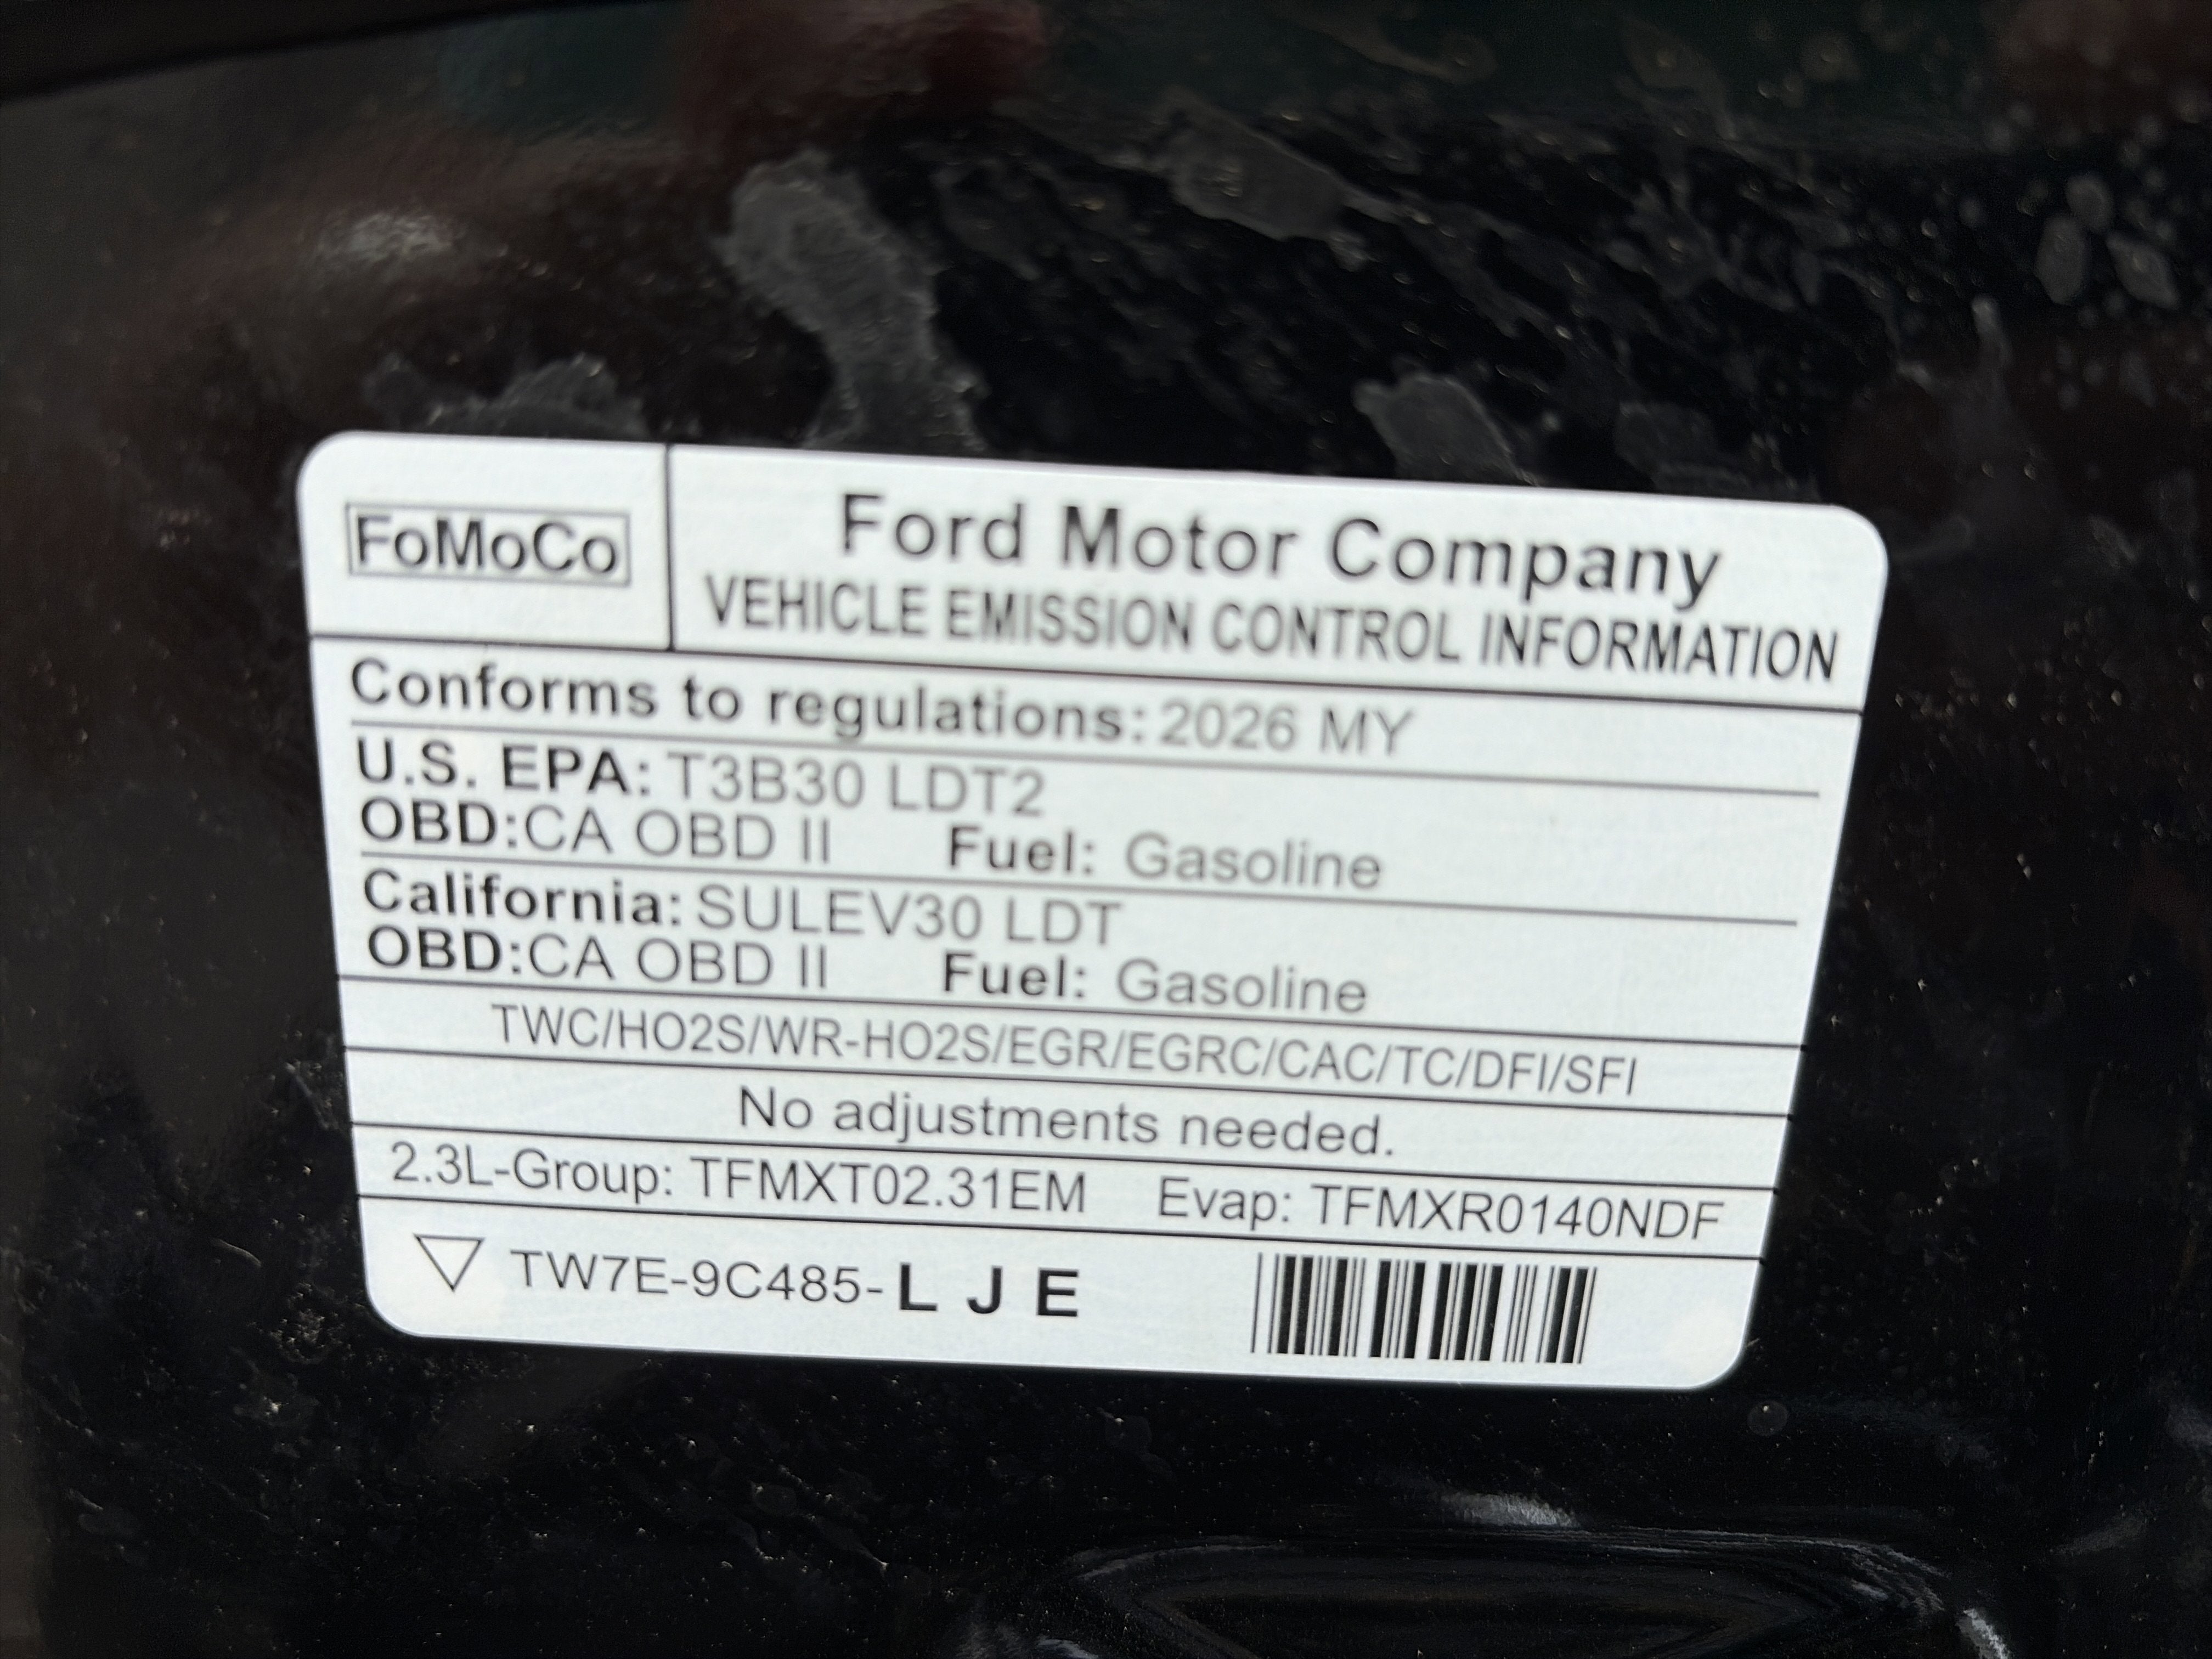 FoMoCo
Ford Motor Company
VEHICLE EMISSION CONTROL INFORMATION
Conforms to regulations: 2026 MY
U.S. EPA: T3B30 LDT2
OBD:CA OBD II Fuel: Gasoline
California: SULEV30 LDT
OBD:CA OBD II Fuel: Gasoline
TWC/HO2S/WR-HO2S/EGR/EGRC/CAC/TC/DFI/SFI
No adjustments needed.
2.3L-Group: TFMXT02.31EM Evap: TFMXR0140NDF
TW7E-9C485-L J E